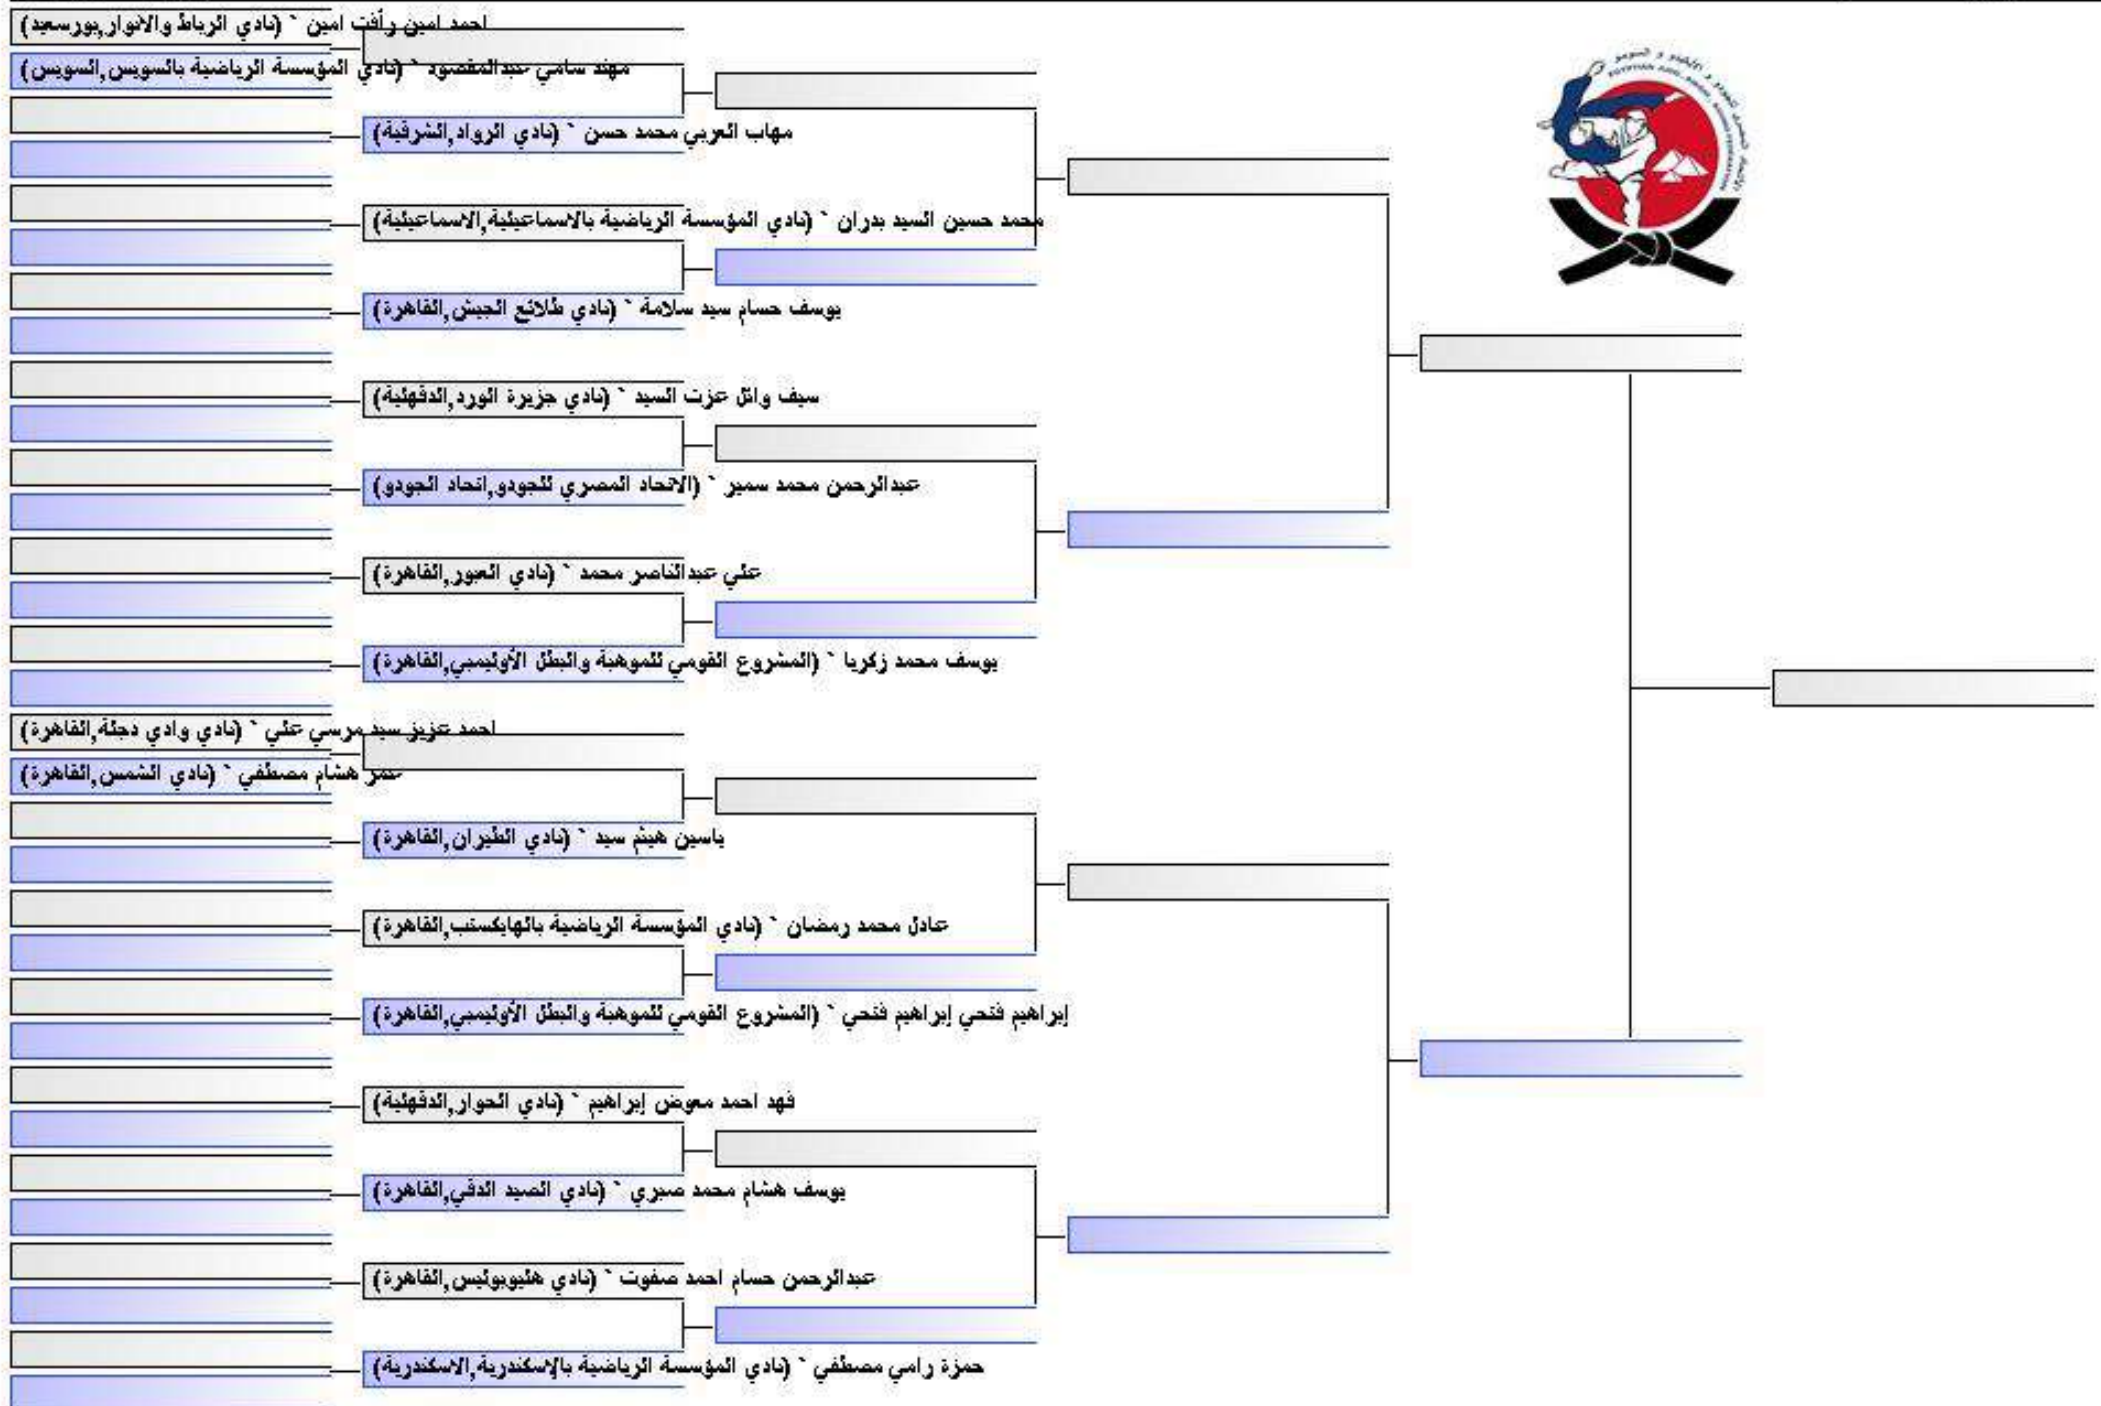 احمد امين رأفت امين ` (نادي الرباط والانوار,بورسعيد)
مهند سامي عبدالمقصود ` (نادي المؤسسة الرياضية بالسويس,السويس)
مهاب العربي محمد حسن ` (نادي الرواد,الشرقية)
محمد حسين السيد بدران ` (نادي المؤسسة الرياضية بالاسماعيلية,الاسماعيلية)
يوسف حسام سيد سلامة ` (نادي طلائع الجيش,القاهرة)
سيف وائل عزت السيد ` (نادي جزيرة الورد,الدقهلية)
عبدالرحمن محمد سمير ` (الاتحاد المصري للجودو,اتحاد الجودو)
علي عبدالناصر محمد ` (نادي العبور,القاهرة)
يوسف محمد زكريا ` (المشروع القومي للموهبة والبطل الأوليمبي,القاهرة)
احمد عزيز سيد مرسي علي ` (نادي وادي دجلة,القاهرة)
عمر هشام مصطفي ` (نادي الشمس,القاهرة)
ياسين هيثم سيد ` (نادي الطيران,القاهرة)
عادل محمد رمضان ` (نادي المؤسسة الرياضية بالهايكستب,القاهرة)
إبراهيم فتحي إبراهيم فتحي ` (المشروع القومي للموهبة والبطل الأوليمبي,القاهرة)
فهد احمد معوض إبراهيم ` (نادي الحوار,الدقهلية)
يوسف هشام محمد صبري ` (نادي الصيد الدقي,القاهرة)
عبدالرحمن حسام احمد صفوت ` (نادي هليوبوليس,القاهرة)
حمزة رامي مصطفي ` (نادي المؤسسة الرياضية بالإسكندرية,الاسكندرية)